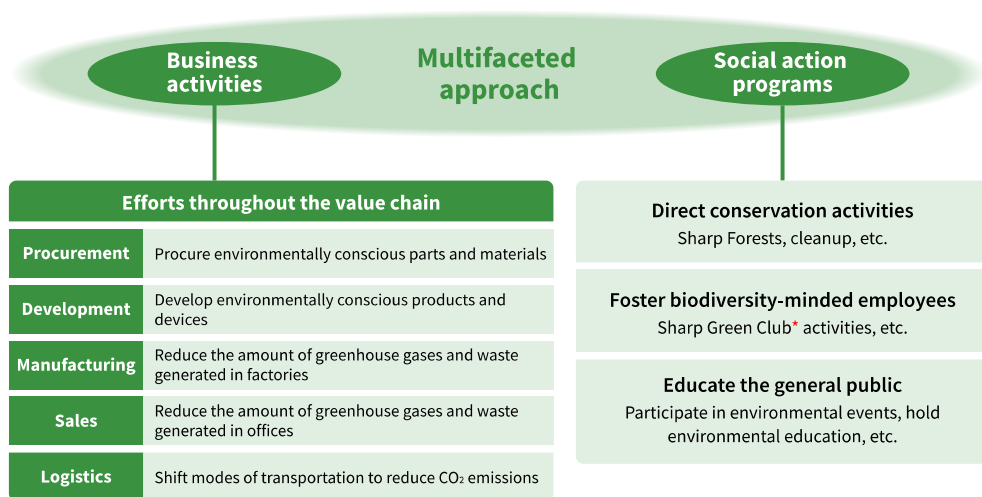 Multifaceted
approach
Business
activities
Social action
programs
Efforts throughout the value chain
Procurement
Procure environmentally conscious parts and materials
Development
Develop environmentally conscious products and
devices
Manufacturing
Reduce the amount of greenhouse gases and waste
generated in factories
Sales
Reduce the amount of greenhouse gases and waste
generated in offices
Logistics
Shift modes of transportation to reduce CO₂ emissions
Direct conservation activities
Sharp Forests, cleanup, etc.
Foster biodiversity-minded employees
Sharp Green Club* activities, etc.
Educate the general public
Participate in environmental events, hold
environmental education, etc.